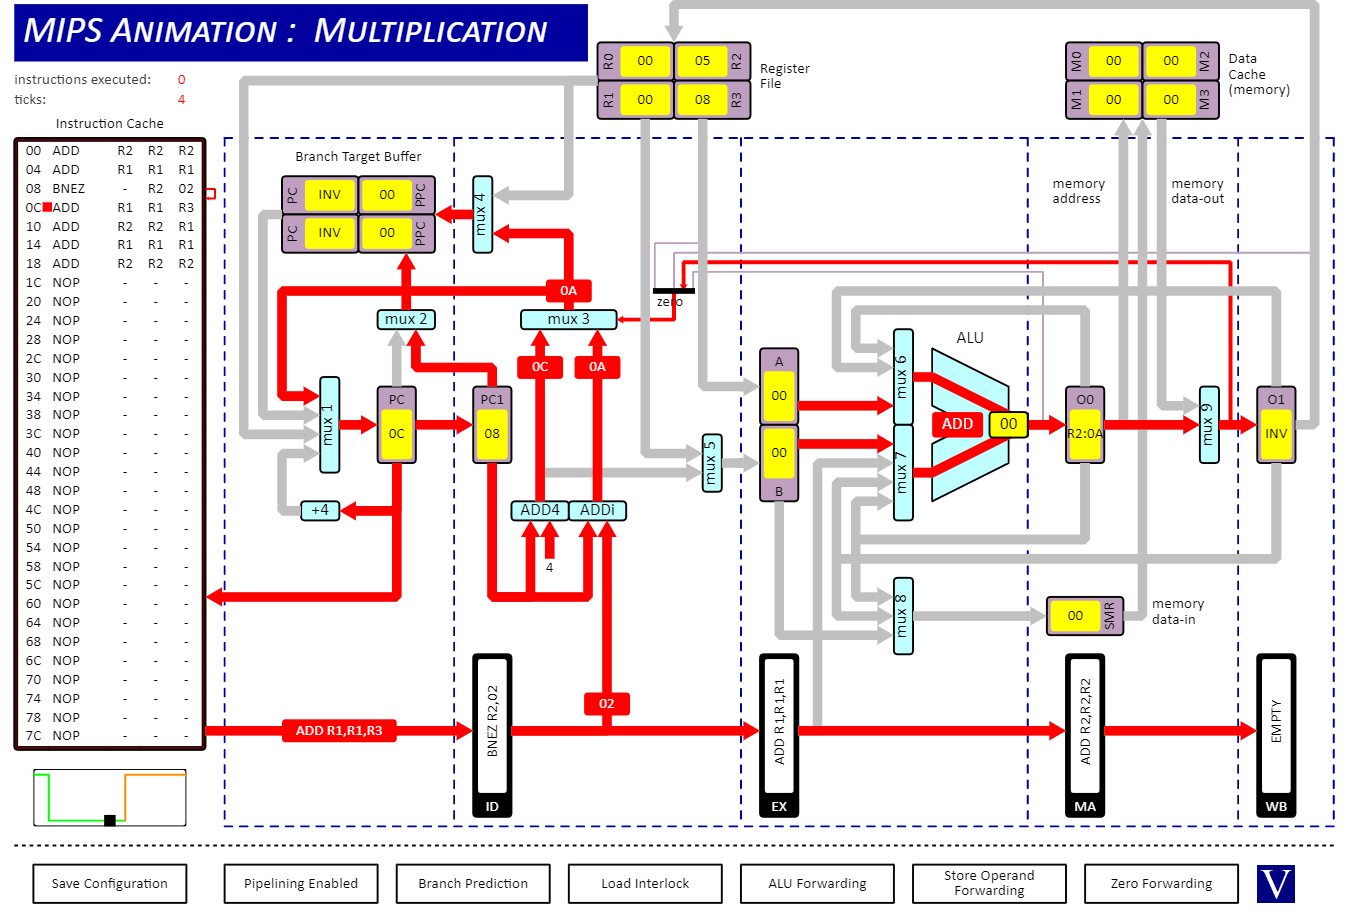 MIPS ANIMATION : MULTIPLICATION
instructions executed: 0
ticks: 4
Instruction Cache
00 ADD R2 R2 R2
04 ADD R1 R1 R1
08 BNEZ - R2 02
0C ADD R1 R1 R3
10 ADD R2 R2 R1
14 ADD R1 R1 R1
18 ADD R2 R2 R2
1C NOP - - -
20 NOP - - -
24 NOP - - -
28 NOP - - -
2C NOP - - -
30 NOP - - -
34 NOP - - -
38 NOP - - -
3C NOP - - -
40 NOP - - -
44 NOP - - -
48 NOP - - -
4C NOP - - -
50 NOP - - -
54 NOP - - -
58 NOP - - -
5C NOP - - -
60 NOP - - -
64 NOP - - -
68 NOP - - -
6C NOP - - -
70 NOP - - -
74 NOP - - -
78 NOP - - -
7C NOP - - -
R0 00 05 R2
R1 00 08 R3
Register
File
M0 00 00 M2
M1 00 00 M3
Data
Cache
(memory)
Branch Target Buffer
PC INV 00 PPC
PC INV 00 PPC
mux 4
memory
address
memory
data-out
0A
zero
mux 2
mux 3
0C
0A
mux 1
PC
0C
PC1
08
+4
ADD4
ADDi
4
mux 5
A
00
00
B
mux 6
mux 7
ALU
ADD
00
O0
R2:0A
mux 9
O1
INV
mux 8
00 SMR
memory
data-in
02
ADD R1,R1,R3
BNEZ R2,02
ID
ADD R1,R1,R1
EX
ADD R2,R2,R2
MA
EMPTY
WB
Save Configuration
Pipelining Enabled
Branch Prediction
Load Interlock
ALU Forwarding
Store Operand
Forwarding
Zero Forwarding
V